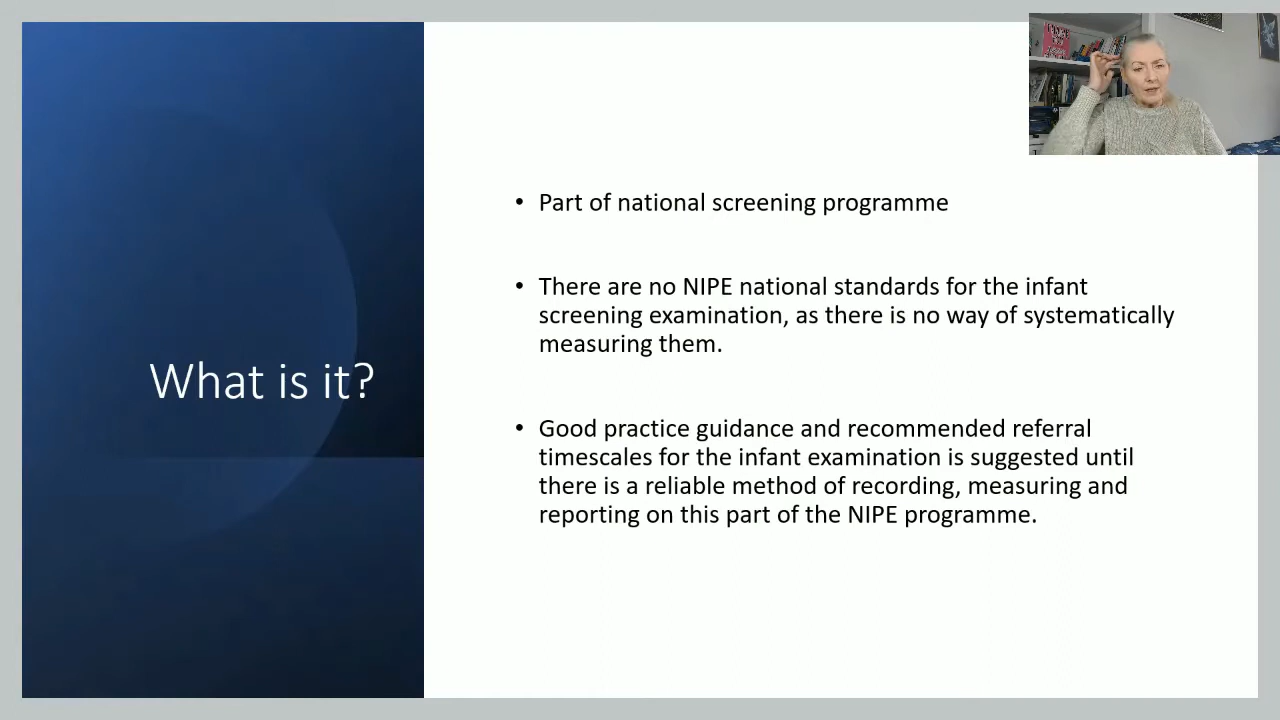 What is it?
• Part of national screening programme
• There are no NIPE national standards for the infant
screening examination, as there is no way of systematically
measuring them.
• Good practice guidance and recommended referral
timescales for the infant examination is suggested until
there is a reliable method of recording, measuring and
reporting on this part of the NIPE programme.